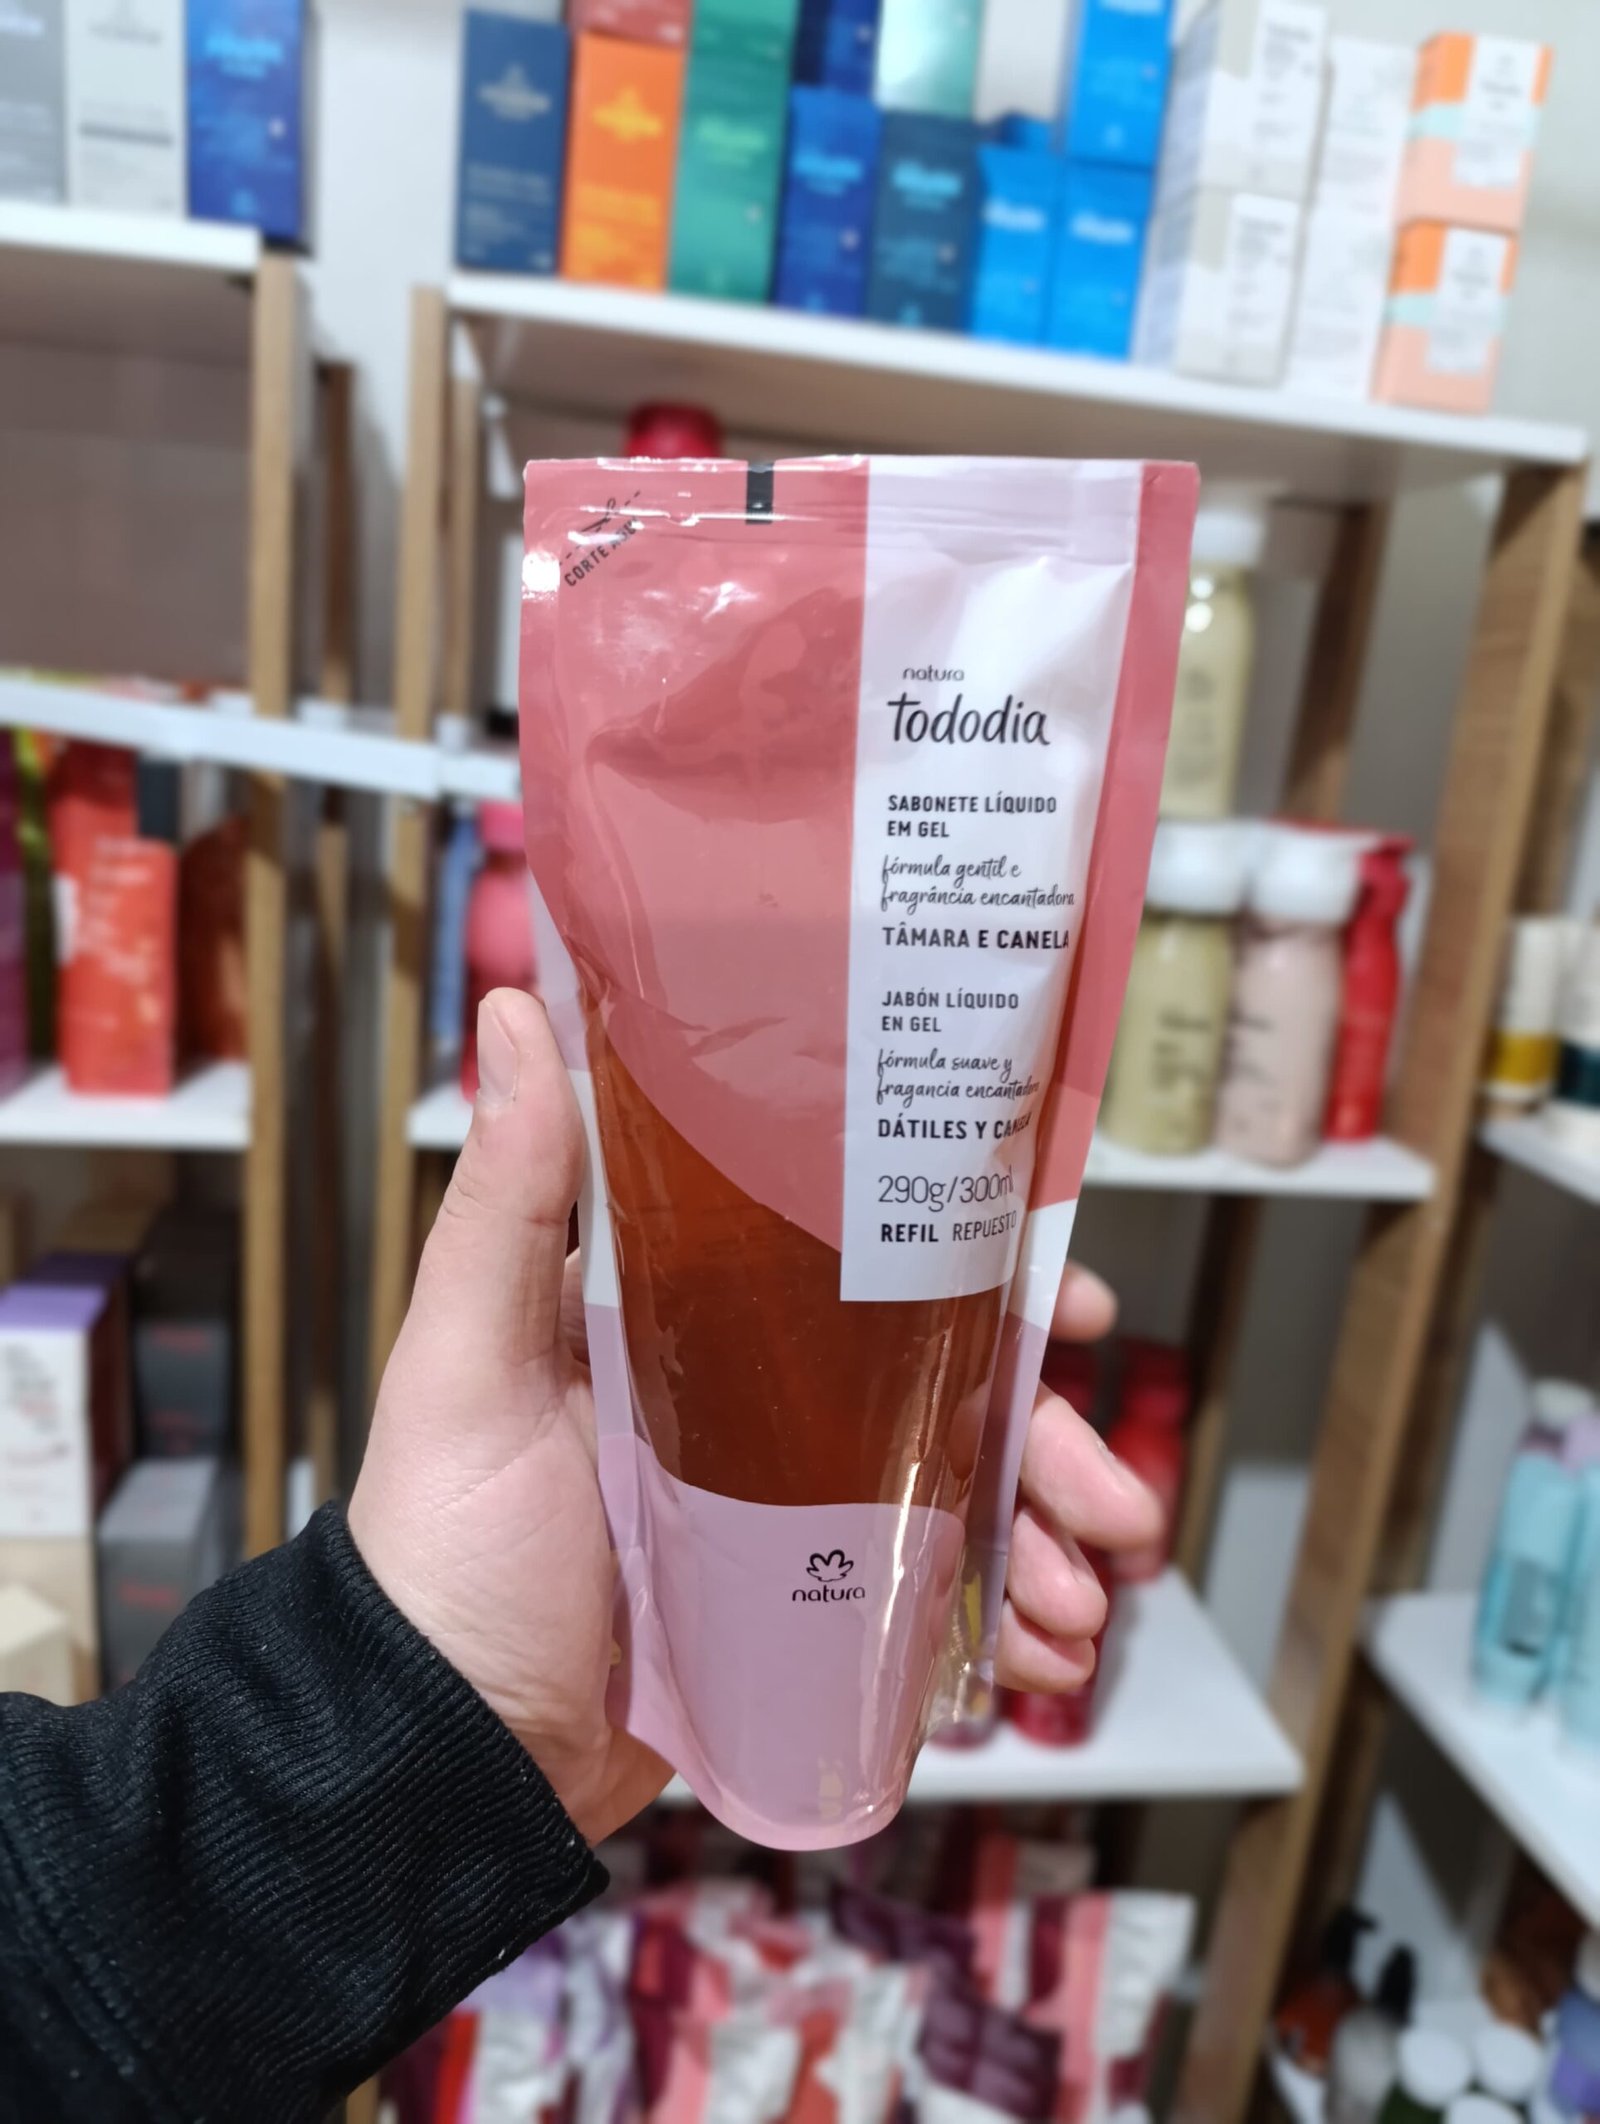 CORTE AQUI
natura
tododia
SABONETE LÍQUIDO
EM GEL
fórmula gentil e
fragrância encantadora
TÂMARA E CANELA
JABÓN LÍQUIDO
EN GEL
fórmula suave y
fragancia encantadora
DÁTILES Y CANELA
290g/300ml
REFIL REPUESTO
natura